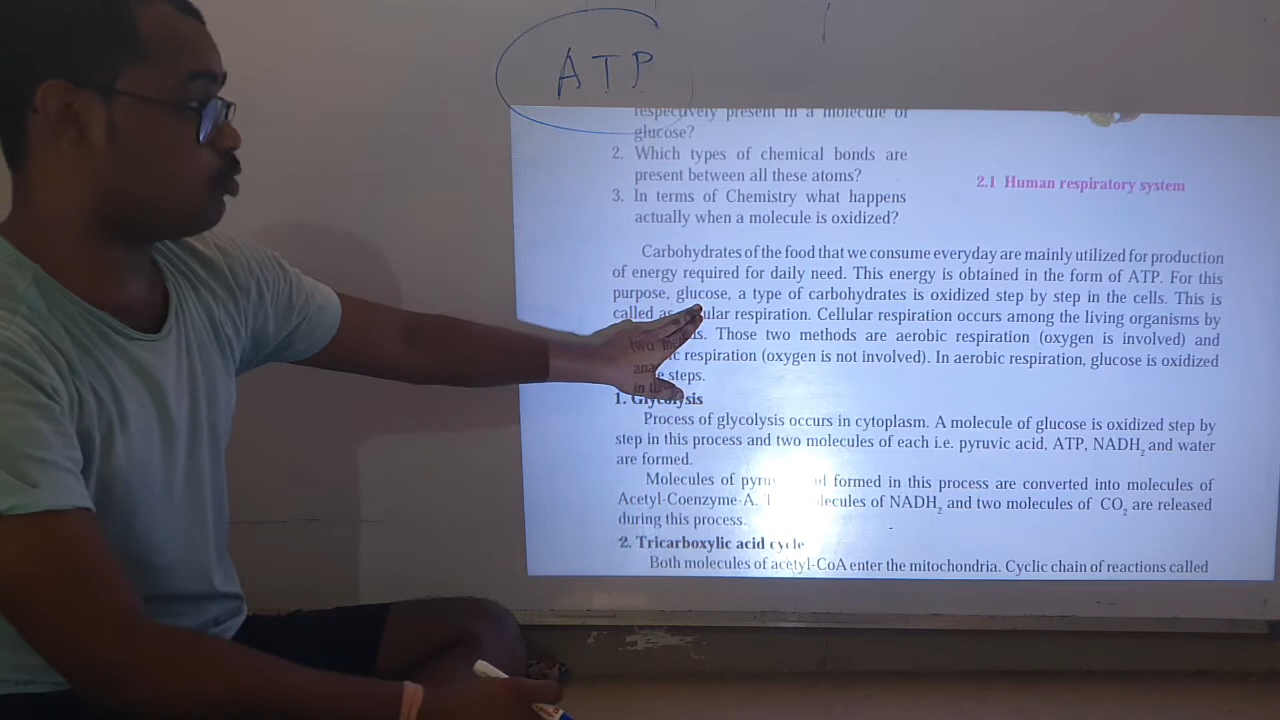 ATP
respectively present in a molecule of
glucose?
2. Which types of chemical bonds are
present between all these atoms?
2.1 Human respiratory system
3. In terms of Chemistry what happens
actually when a molecule is oxidized?
Carbohydrates of the food that we consume everyday are mainly utilized for production
of energy required for daily need. This energy is obtained in the form of ATP. For this
purpose, glucose, a type of carbohydrates is oxidized step by step in the cells. This is
called as respiration. Cellular respiration occurs among the living organisms by
two Those two methods are aerobic respiration (oxygen is involved) and
respiration (oxygen is not involved). In aerobic respiration, glucose is oxidized
in steps.
1. Glycolysis
Process of glycolysis occurs in cytoplasm. A molecule of glucose is oxidized step by
step in this process and two molecules of each i.e. pyruvic acid, ATP, NADH₂ and water
are formed.
Molecules of formed in this process are converted into molecules of
Acetyl-Coenzyme-A. of NADH₂ and two molecules of CO₂ are released
during this process.
2. Tricarboxylic acid cycle
Both molecules of acetyl-CoA enter the mitochondria. Cyclic chain of reactions called